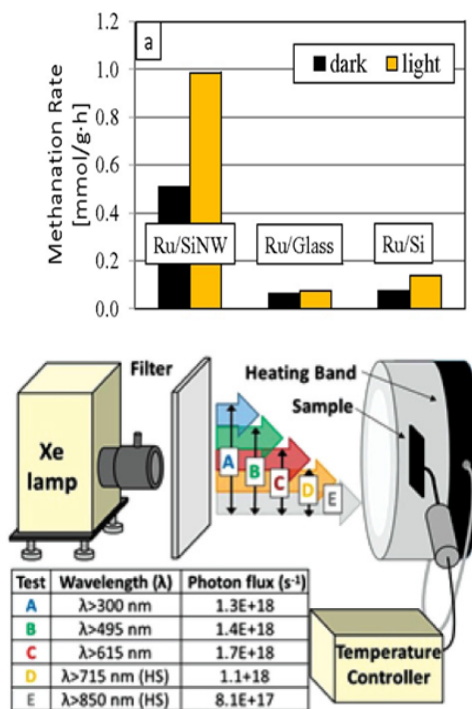 a
dark light
Methanation Rate
[mmol/g·h]
1.2
1.0
0.8
0.6
0.4
0.2
0.0
Ru/SiNW Ru/Glass Ru/Si
Filter
Heating Band
Sample
Xe
lamp
A
B
C
D
E
Test Wavelength (λ) Photon flux (s⁻¹)
A λ>300 nm 1.3E+18
B λ>495 nm 1.4E+18
C λ>615 nm 1.7E+18
D λ>715 nm (HS) 1.1+18
E λ>850 nm (HS) 8.1E+17
Temperature
Controller